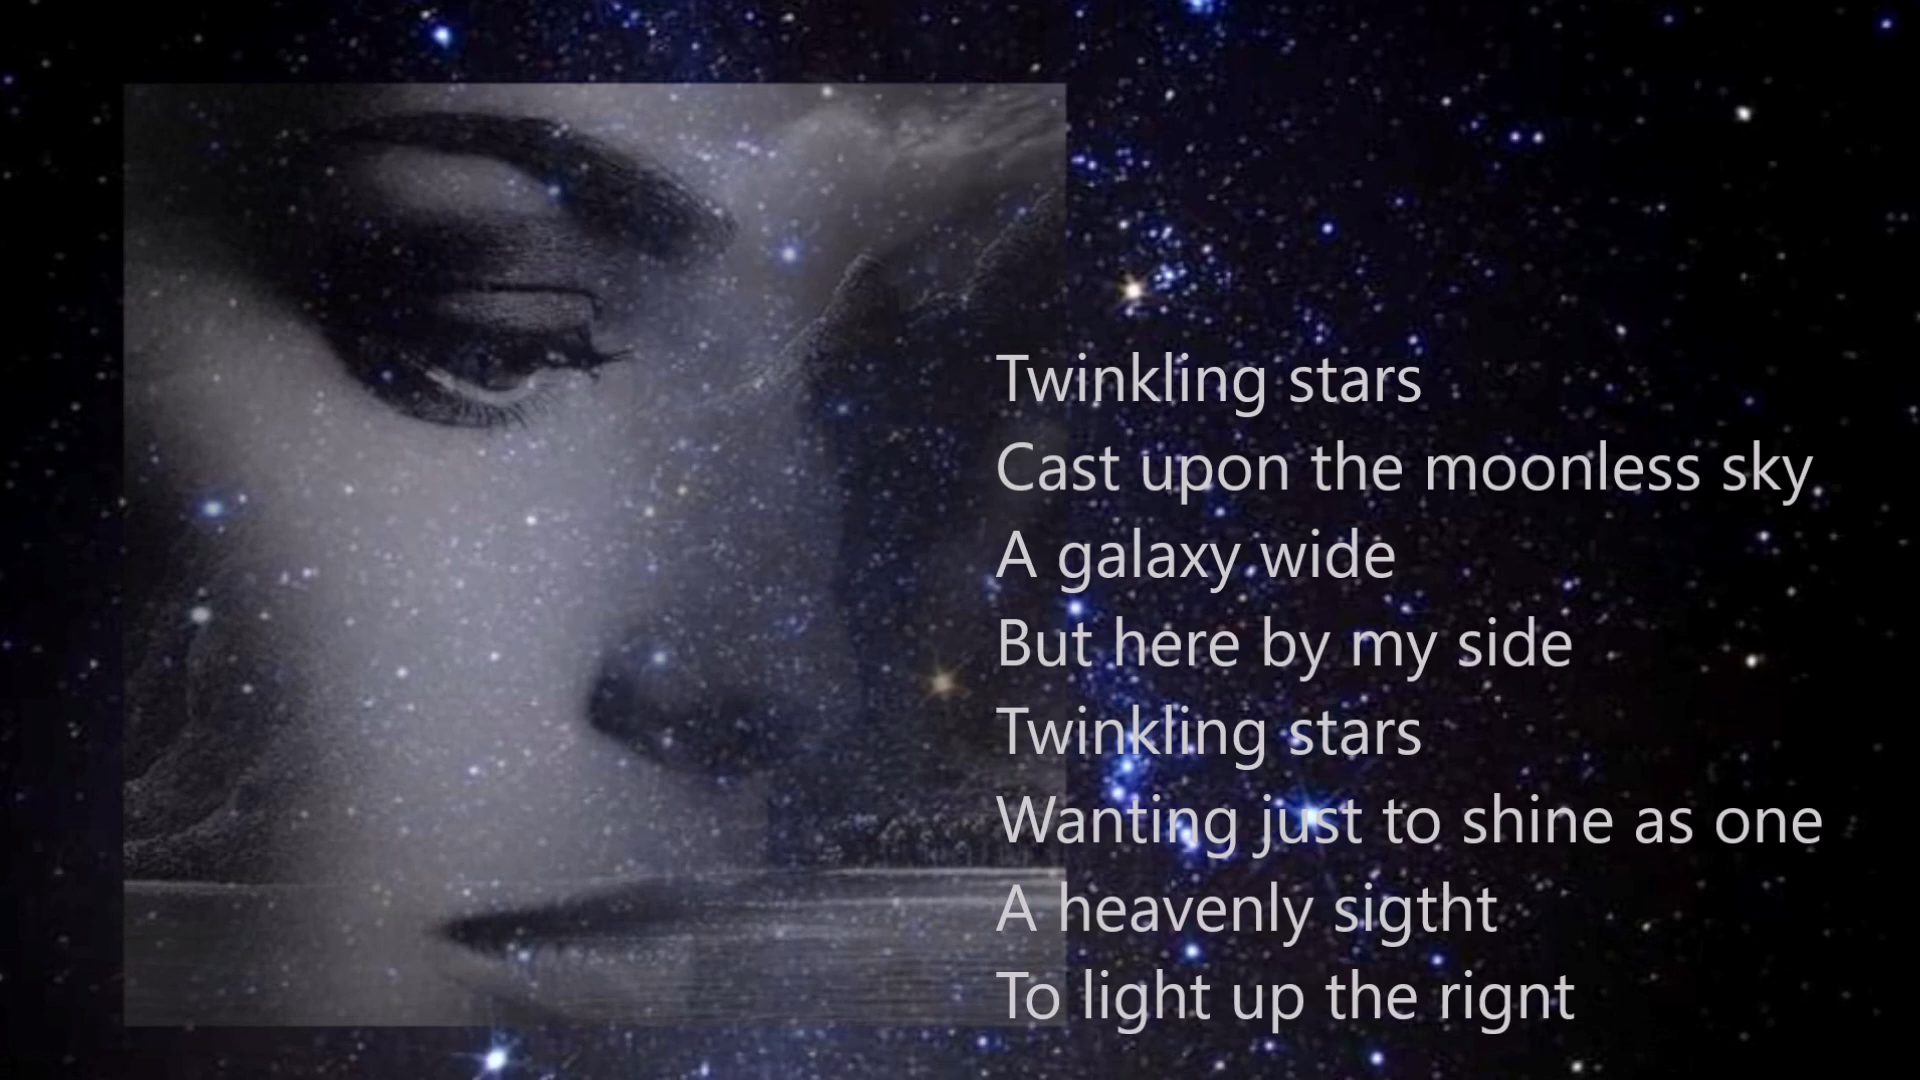 Twinkling stars
Cast upon the moonless sky
A galaxy wide
But here by my side
Twinkling stars
Wanting just to shine as one
A heavenly sigtht
To light up the rignt